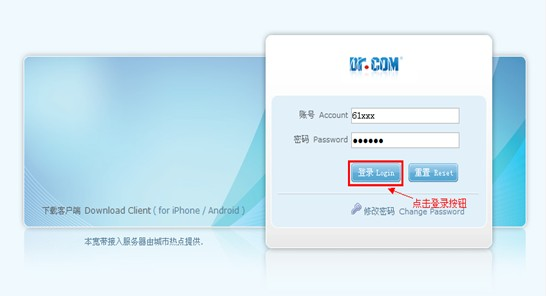 Dr.COM
账号 Account 61xxx
密码 Password ●●●●●●
登录 Login 重置 Reset
点击登录按钮
修改密码 Change Password
下载客户端 Download Client ( for iPhone / Android )
本宽带接入服务器由城市热点提供.